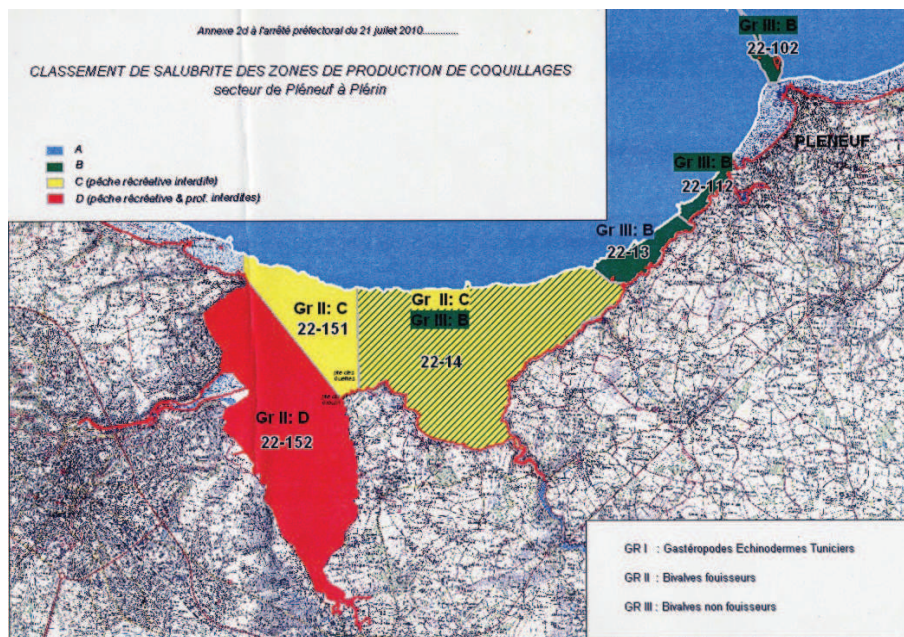 Annexe 2d à l'arrêté préfectoral du 21 juillet 2010.............
CLASSEMENT DE SALUBRITE DES ZONES DE PRODUCTION DE COQUILLAGES
secteur de Pléneuf à Plérin
A
B
C (pêche récréative interdite)
D (pêche récréative & prof. interdites)
Gr III: B
22-102
PLENEUF
Gr III: B
22-112
Gr III: B
22-13
Gr II: C
22-151
Gr II: C
Gr III: B
22-14
Gr II: D
22-152
GR I : Gastéropodes Echinodermes Tuniciers
GR II : Bivalves fouisseurs
GR III : Bivalves non fouisseurs